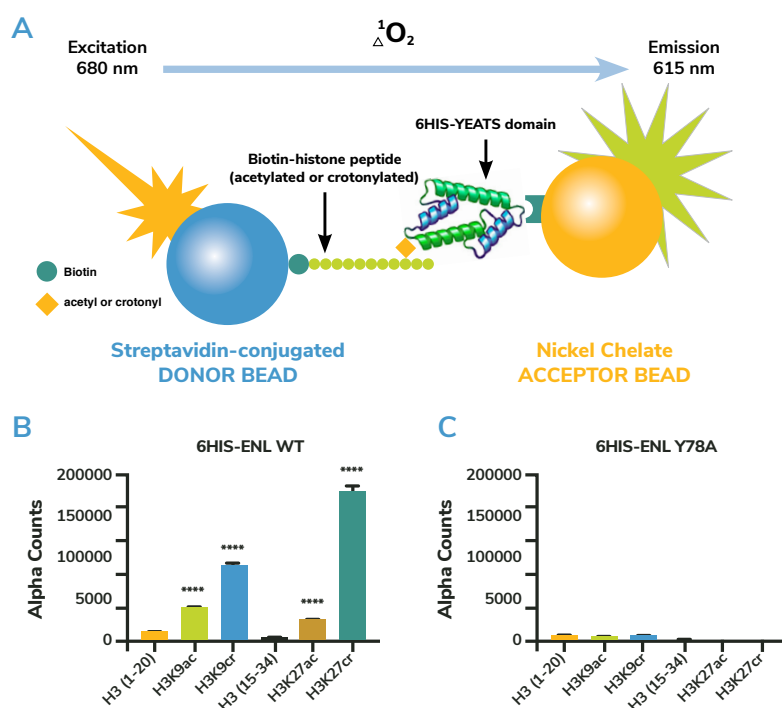 A
Excitation
680 nm
¹ΔO₂
Emission
615 nm
6HIS-YEATS domain
Biotin-histone peptide
(acetylated or crotonylated)
Biotin
acetyl or crotonyl
Streptavidin-conjugated
DONOR BEAD
Nickel Chelate
ACCEPTOR BEAD
B
6HIS-ENL WT
Alpha Counts
200000
150000
100000
5000
0
****
****
****
****
H3 (1-20)
H3K9ac
H3K9cr
H3 (15-34)
H3K27ac
H3K27cr
C
6HIS-ENL Y78A
Alpha Counts
200000
150000
100000
5000
0
H3 (1-20)
H3K9ac
H3K9cr
H3 (15-34)
H3K27ac
H3K27cr